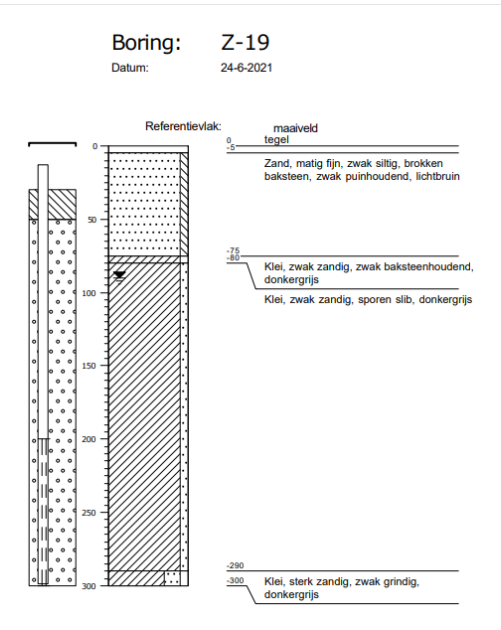 Boring: Z-19
Datum: 24-6-2021
Referentievlak: maaiveld
0 tegel
-5
Zand, matig fijn, zwak siltig, brokken
baksteen, zwak puinhoudend, lichtbruin
-75
-80
Klei, zwak zandig, zwak baksteenhoudend,
donkergrijs
Klei, zwak zandig, sporen slib, donkergrijs
-290
-300
Klei, sterk zandig, zwak grindig,
donkergrijs
0
50
100
150
200
250
300